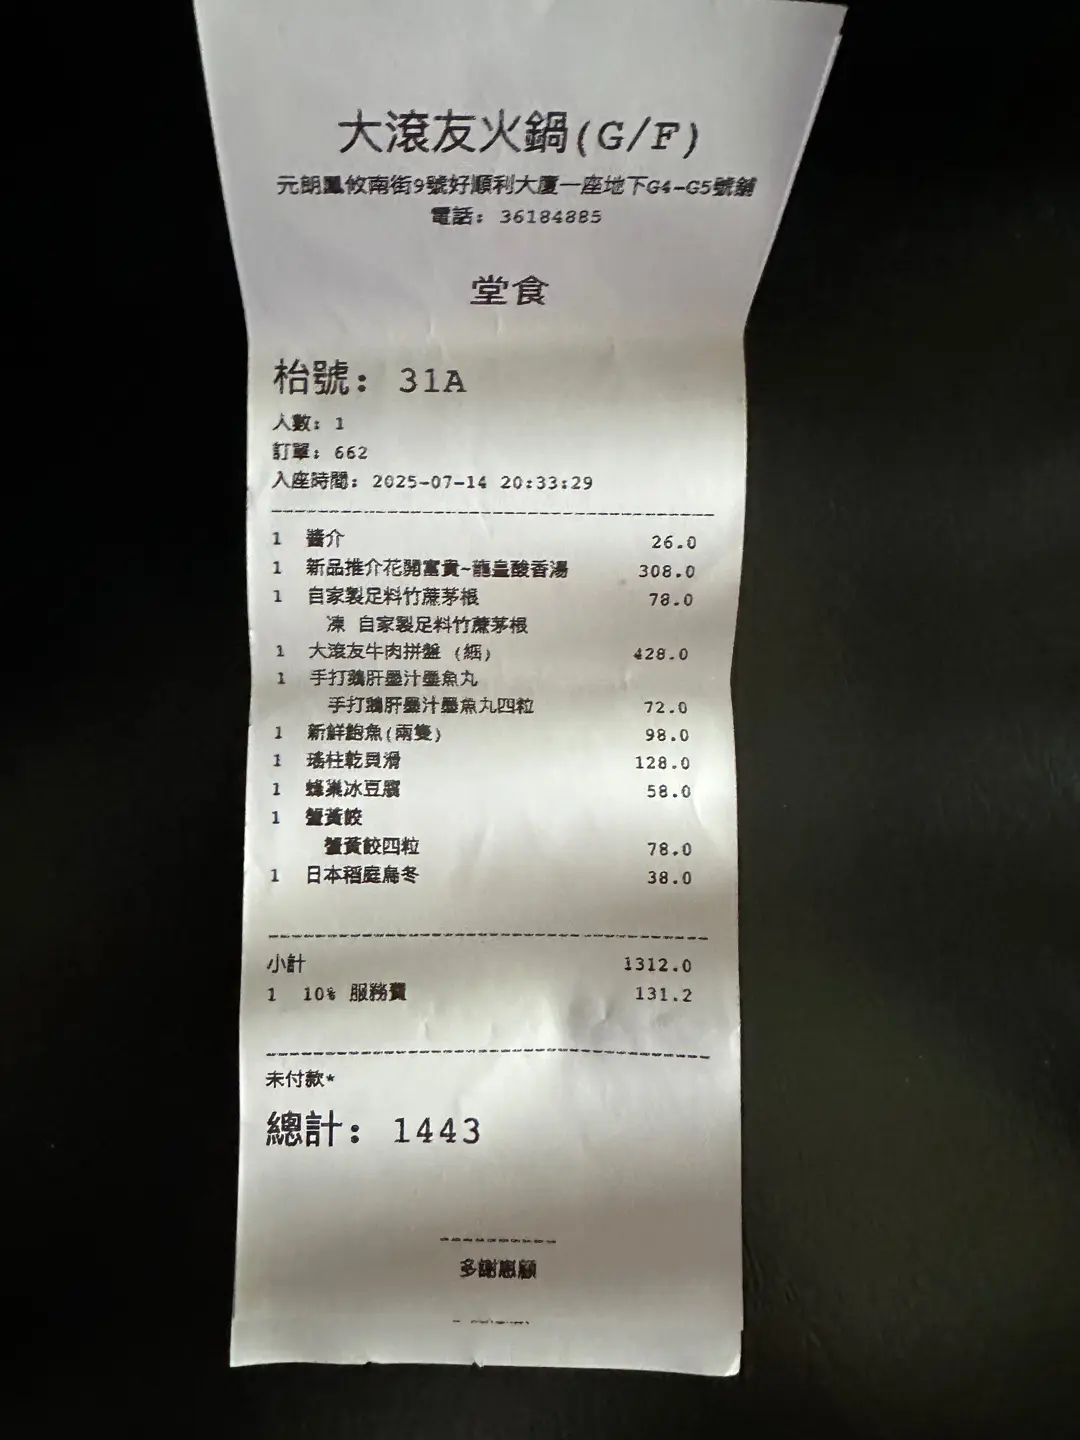 大滾友火鍋(G/F)
元朗鳳攸南街9號好順利大廈一座地下G4-G5號舖
電話: 36184885
堂食
枱號: 31A
人數: 1
訂單: 662
入座時間: 2025-07-14 20:33:29
1 醬介 26.0
1 新品推介花開富貴~龍皇酸香湯 308.0
1 自家製足料竹蔗茅根 78.0
凍 自家製足料竹蔗茅根
1 大滾友牛肉拼盤 (細) 428.0
1 手打鵝肝墨汁墨魚丸
手打鵝肝墨汁墨魚丸四粒 72.0
1 新鮮鮑魚(兩隻) 98.0
1 瑤柱乾貝滑 128.0
1 蜂巢冰豆腐 58.0
1 蟹黃餃
蟹黃餃四粒 78.0
1 日本稻庭烏冬 38.0
小計 1312.0
1 10% 服務費 131.2
未付款*
總計: 1443
多謝惠顧